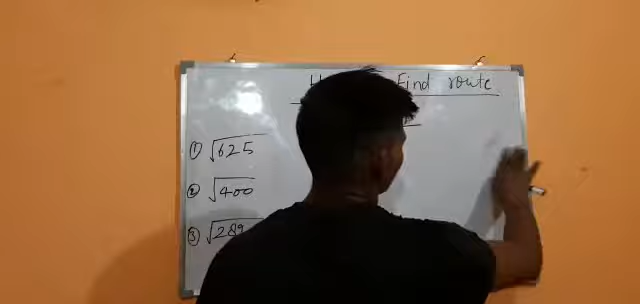 Find route
① √625
② √400
③ √289